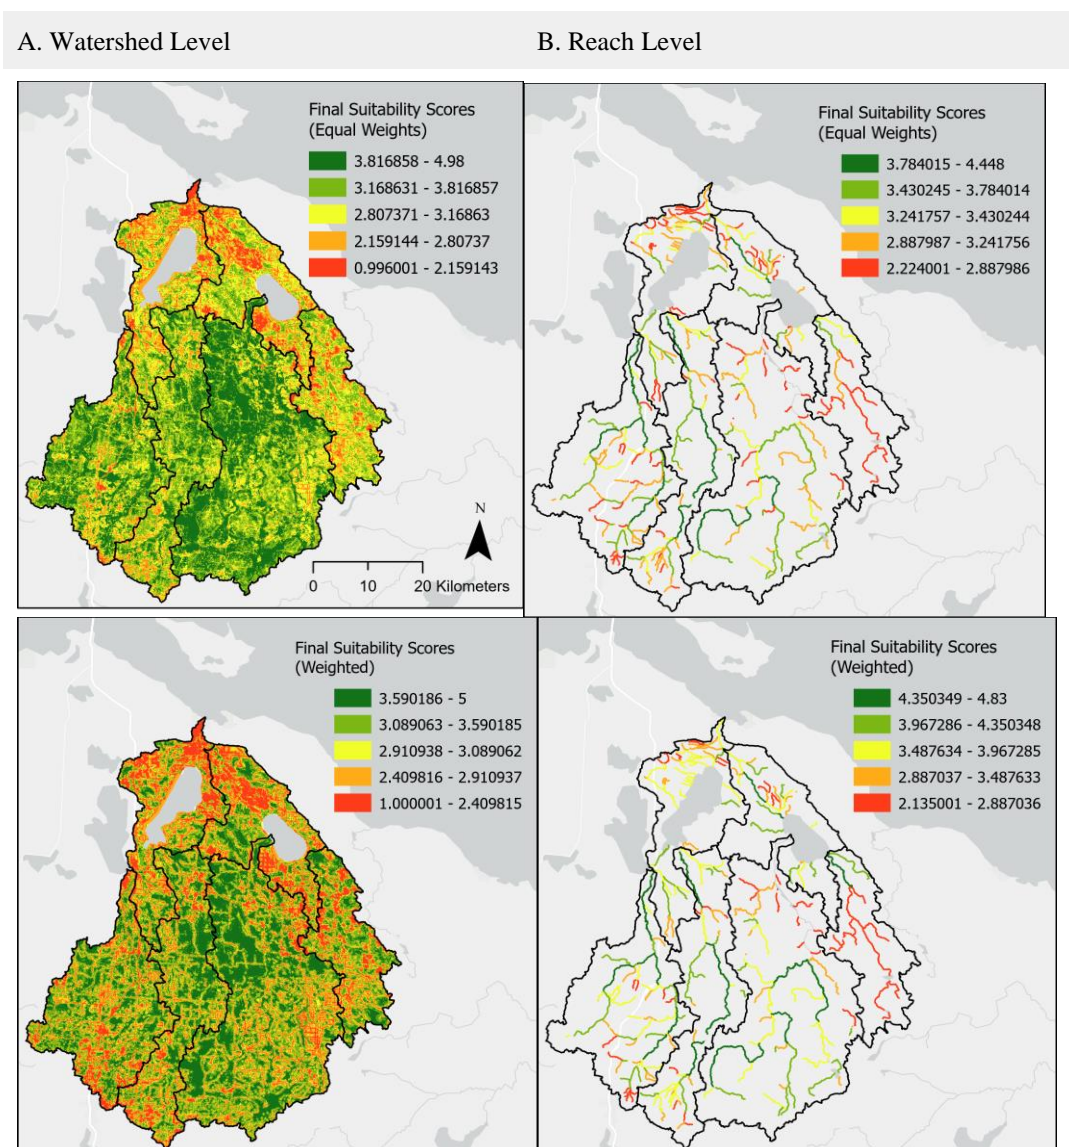 A. Watershed Level
B. Reach Level
Final Suitability Scores
(Equal Weights)
3.816858 - 4.98
3.168631 - 3.816857
2.807371 - 3.16863
2.159144 - 2.80737
0.996001 - 2.159143
N
0 10 20 Kilometers
Final Suitability Scores
(Equal Weights)
3.784015 - 4.448
3.430245 - 3.784014
3.241757 - 3.430244
2.887987 - 3.241756
2.224001 - 2.887986
Final Suitability Scores
(Weighted)
3.590186 - 5
3.089063 - 3.590185
2.910938 - 3.089062
2.409816 - 2.910937
1.000001 - 2.409815
Final Suitability Scores
(Weighted)
4.350349 - 4.83
3.967286 - 4.350348
3.487634 - 3.967285
2.887037 - 3.487633
2.135001 - 2.887036